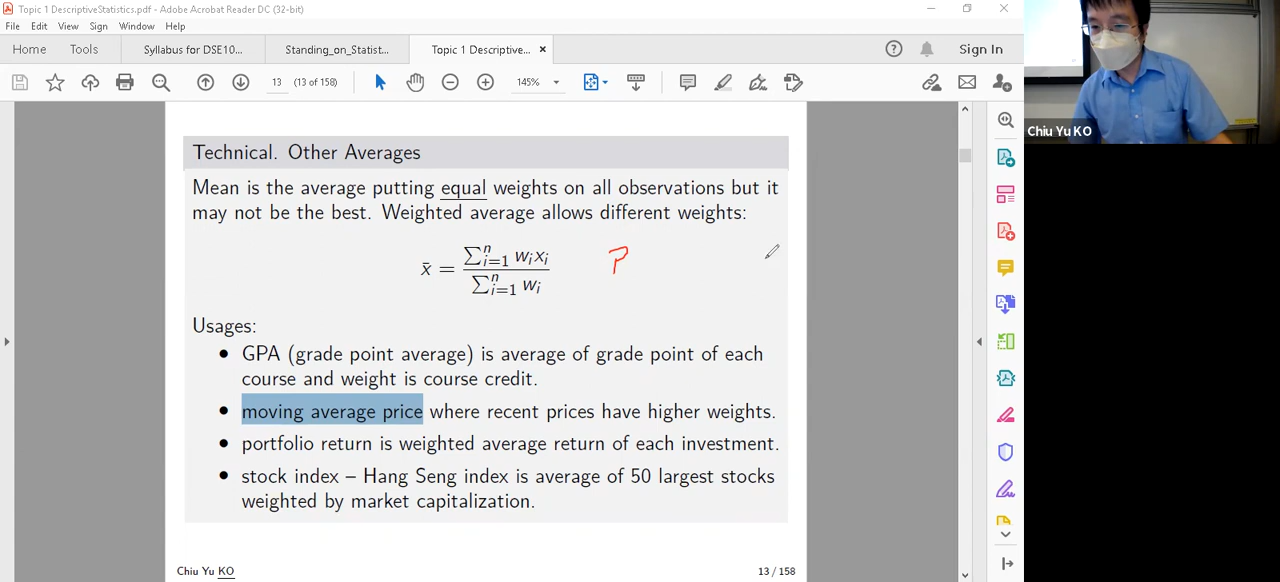 Topic 1 DescriptiveStatistics.pdf - Adobe Acrobat Reader DC (32-bit)
File Edit View Sign Window Help
Home Tools Syllabus for DSE10... Standing_on_Statist... Topic 1 Descriptive... × Sign In
13 (13 of 158) 145%
Technical. Other Averages
Mean is the average putting equal weights on all observations but it
may not be the best. Weighted average allows different weights:
x̄ = \frac{\sum_{i=1}^{n} w_i x_i}{\sum_{i=1}^{n} w_i} P
Usages:
• GPA (grade point average) is average of grade point of each
course and weight is course credit.
• moving average price where recent prices have higher weights.
• portfolio return is weighted average return of each investment.
• stock index – Hang Seng index is average of 50 largest stocks
weighted by market capitalization.
Chiu Yu KO 13 / 158
Chiu Yu KO